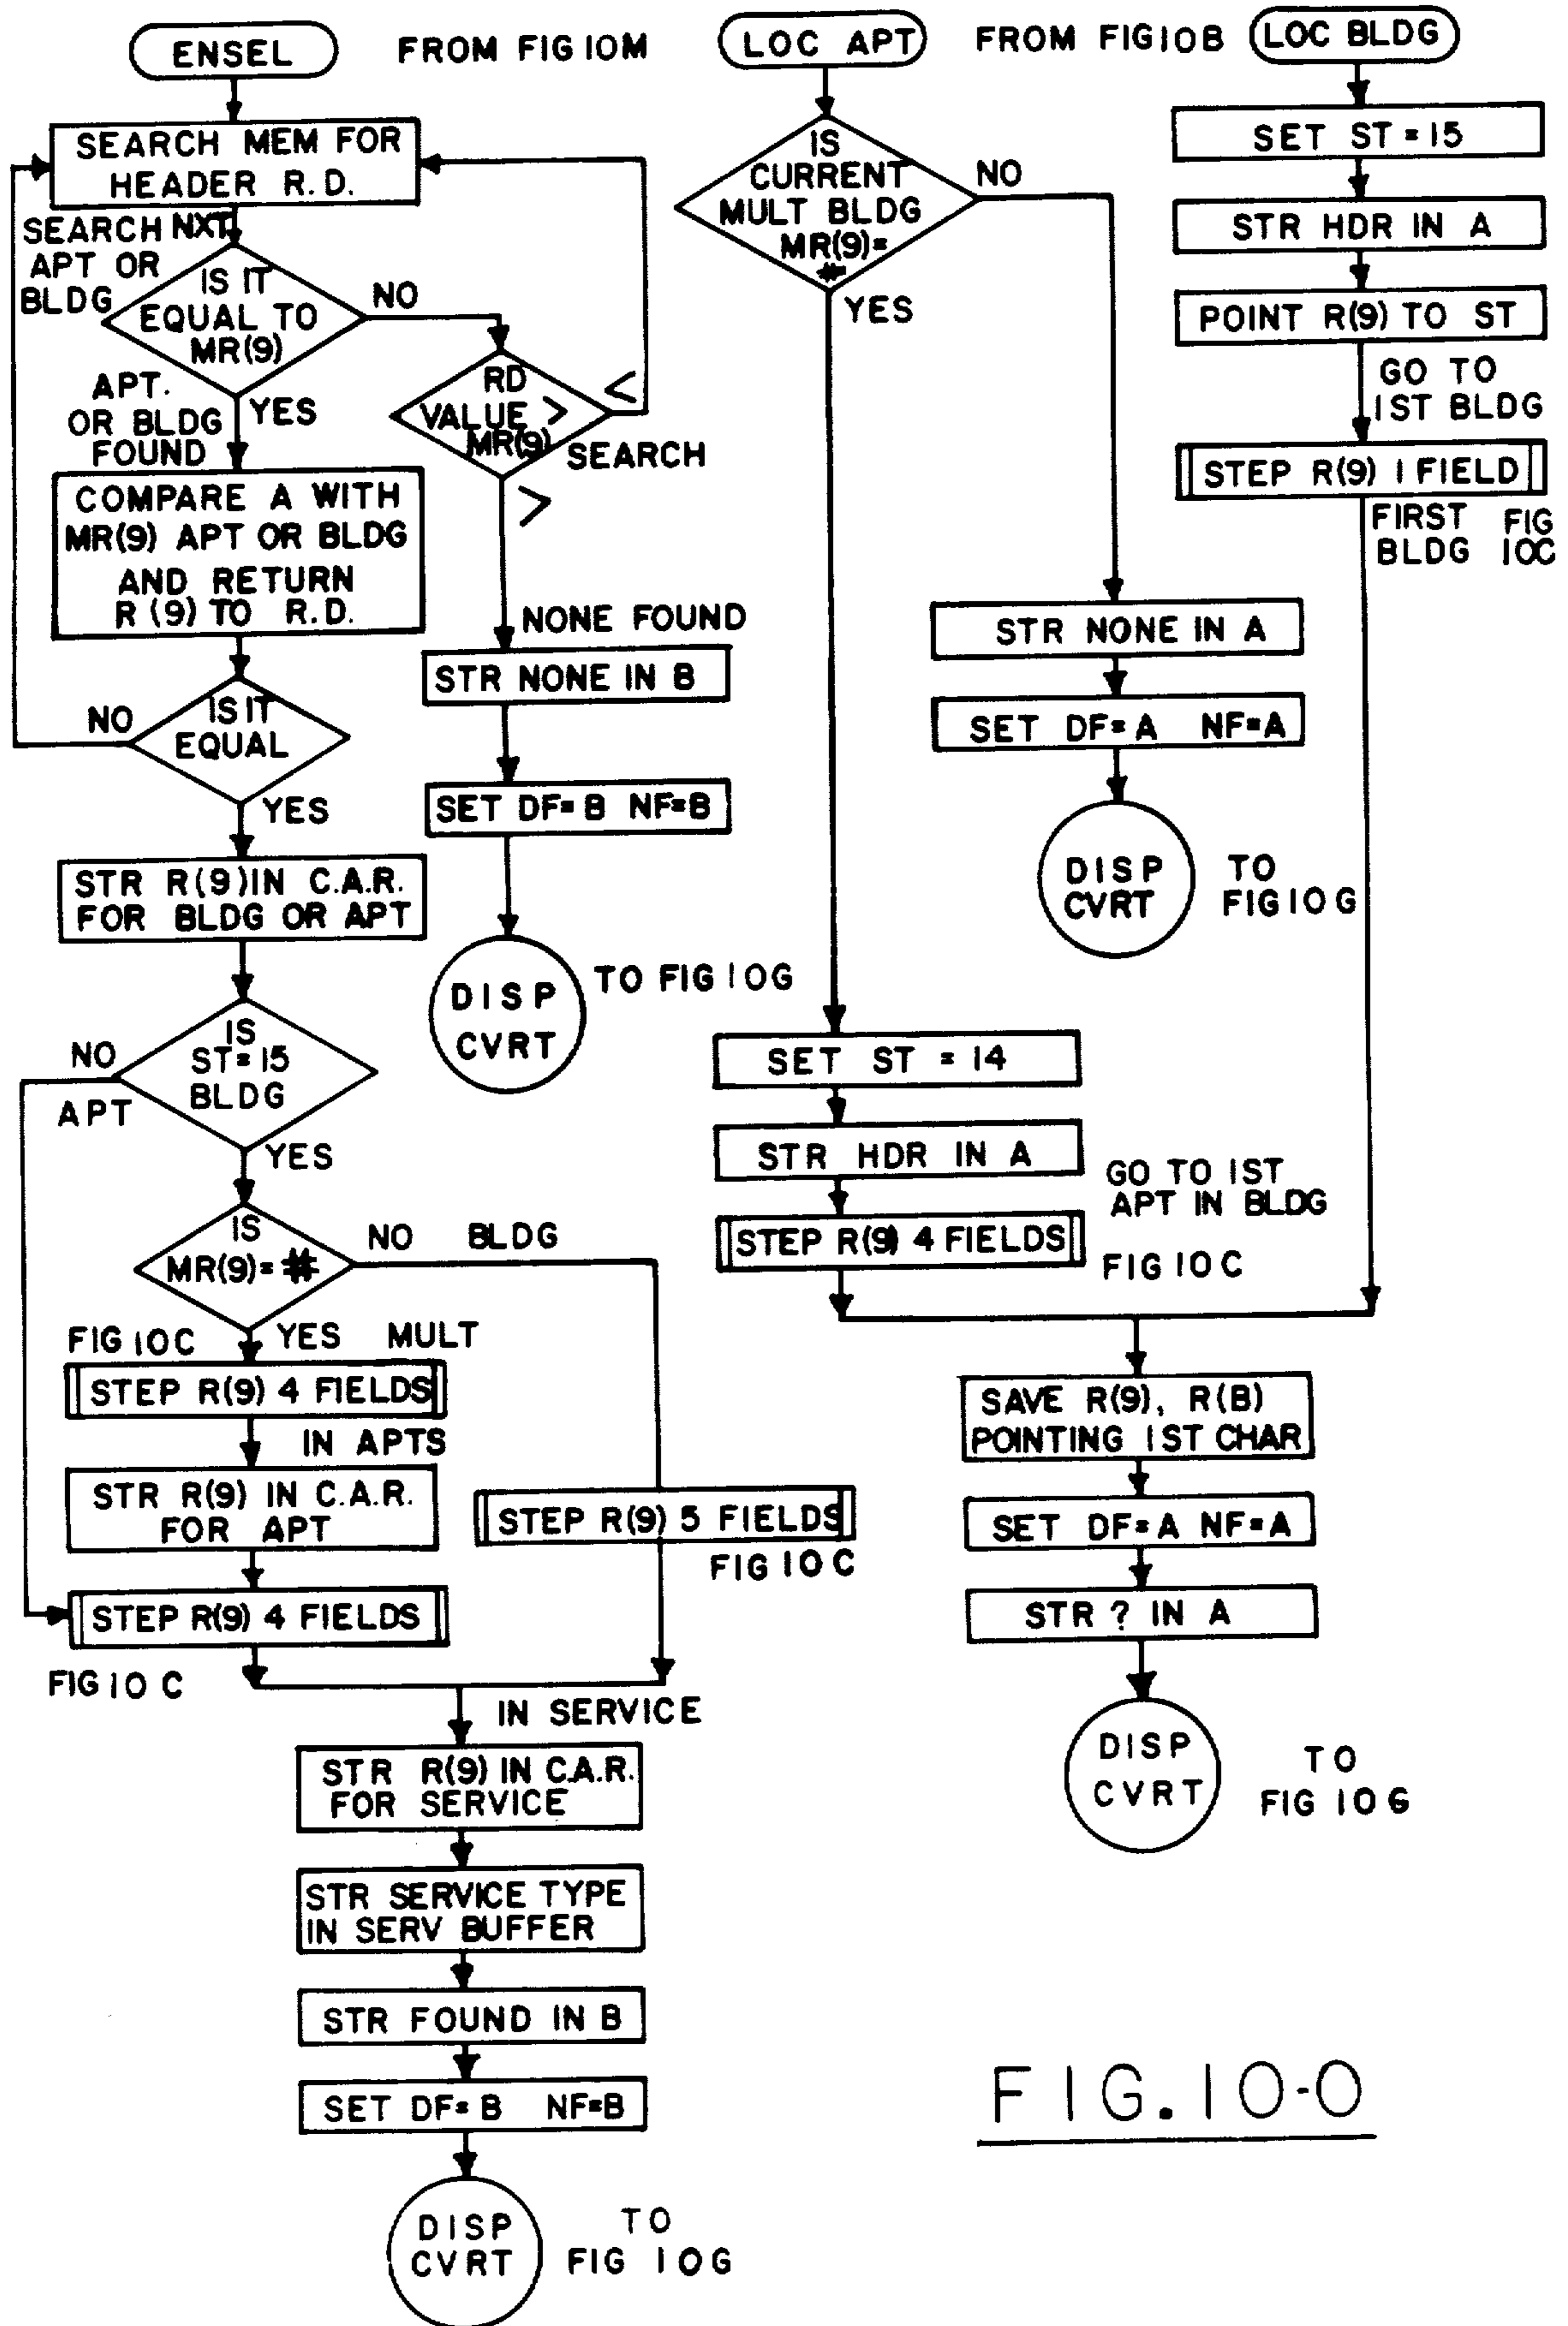 ENSEL
FROM FIG 10M
SEARCH MEM FOR
HEADER R.D.
SEARCH NXT
APT OR
BLDG
IS IT
EQUAL TO
MR(9)
NO
RD
VALUE >
MR(9)
<
SEARCH
>
APT.
OR BLDG
FOUND
YES
COMPARE A WITH
MR(9) APT OR BLDG
AND RETURN
R(9) TO R.D.
NONE FOUND
STR NONE IN B
SET DF=B NF=B
DISP
CVRT
TO FIG 10G
IS IT
EQUAL
NO
YES
STR R(9) IN C.A.R.
FOR BLDG OR APT
IS
ST=15
BLDG
NO
APT
YES
IS
MR(9)=#
NO BLDG
FIG 10C
YES MULT
STEP R(9) 4 FIELDS
IN APTS
STR R(9) IN C.A.R.
FOR APT
STEP R(9) 5 FIELDS
FIG 10C
STEP R(9) 4 FIELDS
FIG 10 C
IN SERVICE
STR R(9) IN C.A.R.
FOR SERVICE
STR SERVICE TYPE
IN SERV BUFFER
STR FOUND IN B
SET DF=B NF=B
DISP
CVRT
TO
FIG 10G
LOC APT
FROM FIG 10B
IS
CURRENT
MULT BLDG
MR(9)=
#
NO
YES
STR NONE IN A
SET DF=A NF=A
DISP
CVRT
TO
FIG 10G
SET ST = 14
STR HDR IN A
GO TO 1ST
APT IN BLDG
STEP R(9) 4 FIELDS
FIG 10C
LOC BLDG
SET ST=15
STR HDR IN A
POINT R(9) TO ST
GO TO
1ST BLDG
STEP R(9) 1 FIELD
FIRST
BLDG
FIG
10C
SAVE R(9), R(B)
POINTING 1ST CHAR
SET DF=A NF=A
STR ? IN A
DISP
CVRT
TO
FIG 10G
FIG. 10-O